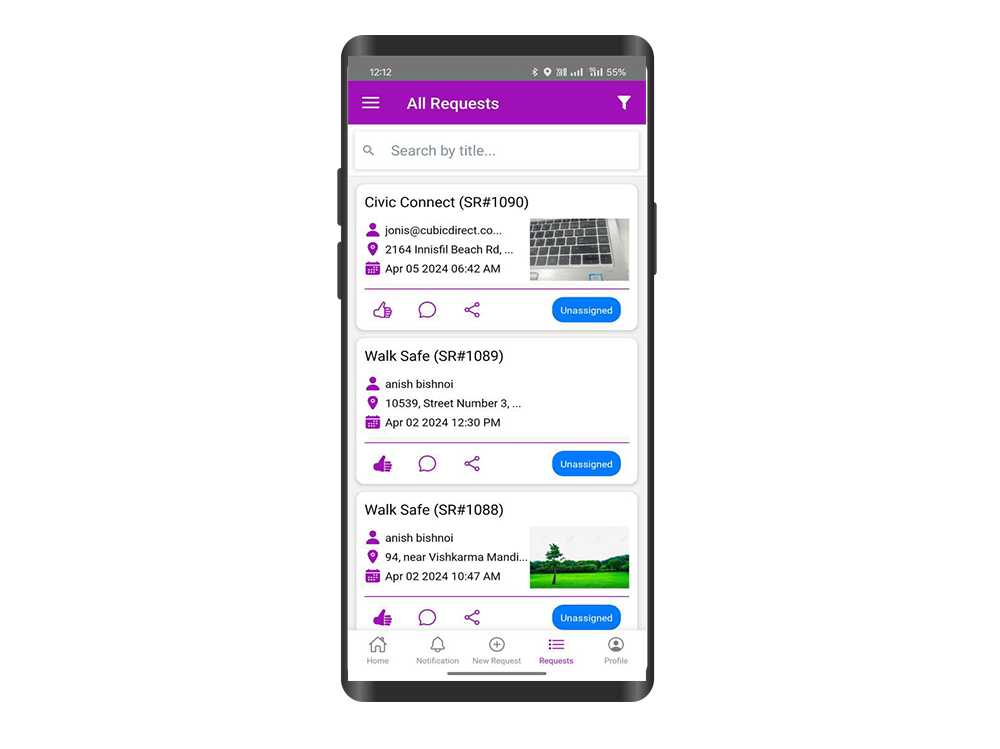 12:12
55%
All Requests
Search by title...
Civic Connect (SR#1090)
jonis@cubicdirect.co...
2164 Innisfil Beach Rd, ...
Apr 05 2024 06:42 AM
Unassigned
Walk Safe (SR#1089)
anish bishnoi
10539, Street Number 3, ...
Apr 02 2024 12:30 PM
Unassigned
Walk Safe (SR#1088)
anish bishnoi
94, near Vishkarma Mandi...
Apr 02 2024 10:47 AM
Unassigned
Home
Notification
New Request
Requests
Profile